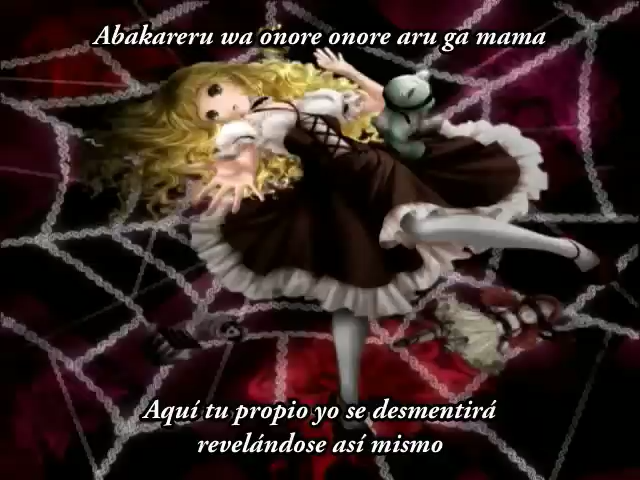 Abakareru wa onore onore aru ga mama
Aquí tu propio yo se desmentirá
revelándose así mismo